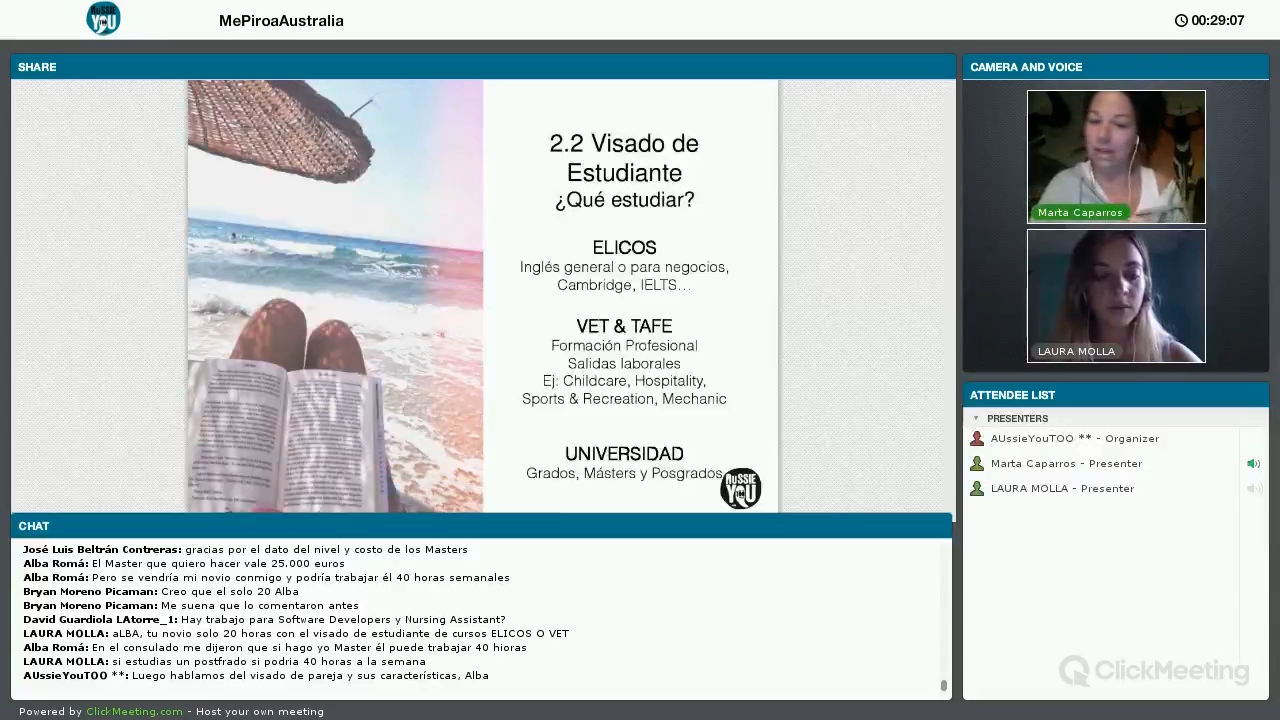 AUSSIE
YOU
TOO
MePiroaAustralia
00:29:07
SHARE
2.2 Visado de
Estudiante
¿Qué estudiar?
ELICOS
Inglés general o para negocios,
Cambridge, IELTS…
VET & TAFE
Formación Profesional
Salidas laborales
Ej: Childcare, Hospitality,
Sports & Recreation, Mechanic
UNIVERSIDAD
Grados, Másters y Posgrados
AUSSIE
YOU
TOO
CAMERA AND VOICE
Marta Caparros
LAURA MOLLA
ATTENDEE LIST
PRESENTERS
AUssieYouTOO ** - Organizer
Marta Caparros - Presenter
LAURA MOLLA - Presenter
CHAT
José Luis Beltrán Contreras: gracias por el dato del nivel y costo de los Masters
Alba Romá: El Master que quiero hacer vale 25.000 euros
Alba Romá: Pero se vendría mi novio conmigo y podría trabajar él 40 horas semanales
Bryan Moreno Picaman: Creo que el solo 20 Alba
Bryan Moreno Picaman: Me suena que lo comentaron antes
David Guardiola LAtorre_1: Hay trabajo para Software Developers y Nursing Assistant?
LAURA MOLLA: aLBA, tu novio solo 20 horas con el visado de estudiante de cursos ELICOS O VET
Alba Romá: En el consulado me dijeron que si hago yo Master él puede trabajar 40 hioras
LAURA MOLLA: si estudias un postfrado si podria 40 horas a la semana
AUssieYouTOO **: Luego hablamos del visado de pareja y sus características, Alba
ClickMeeting
Powered by ClickMeeting.com - Host your own meeting